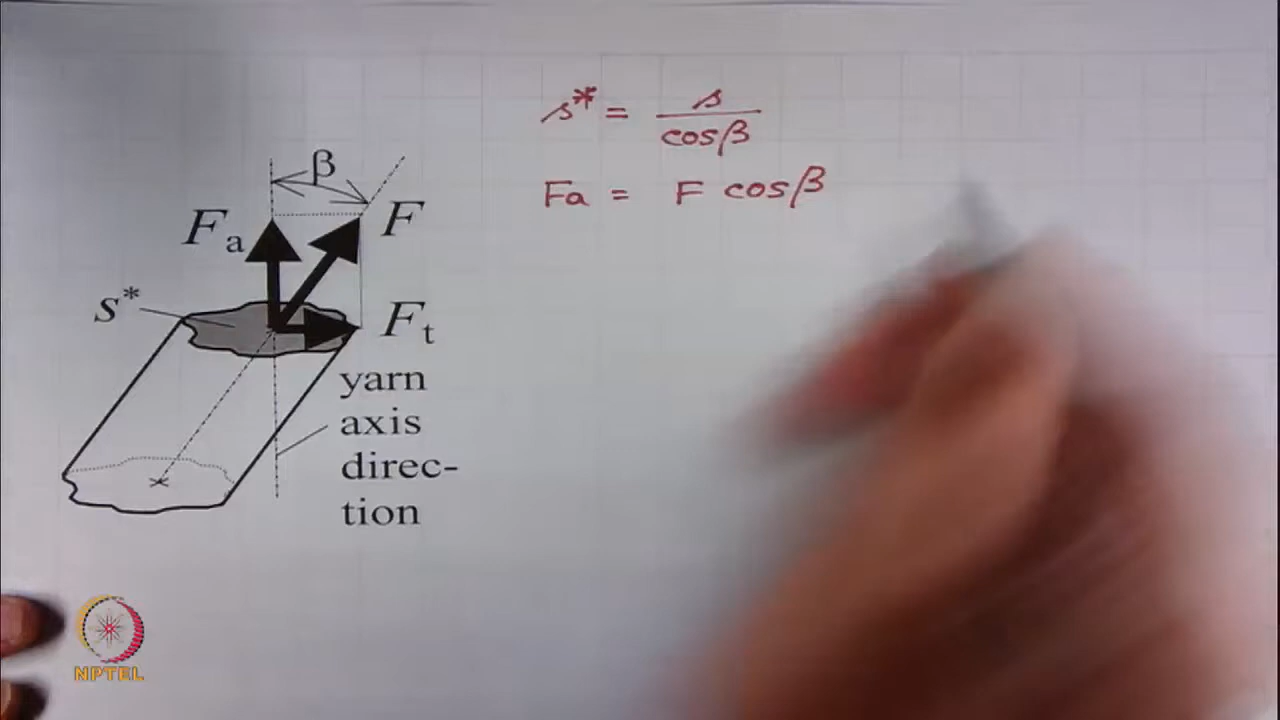 s* = s / cosβ
Fa = F cosβ
β
Fa
F
s*
Ft
yarn
axis
direc-
tion
NPTEL